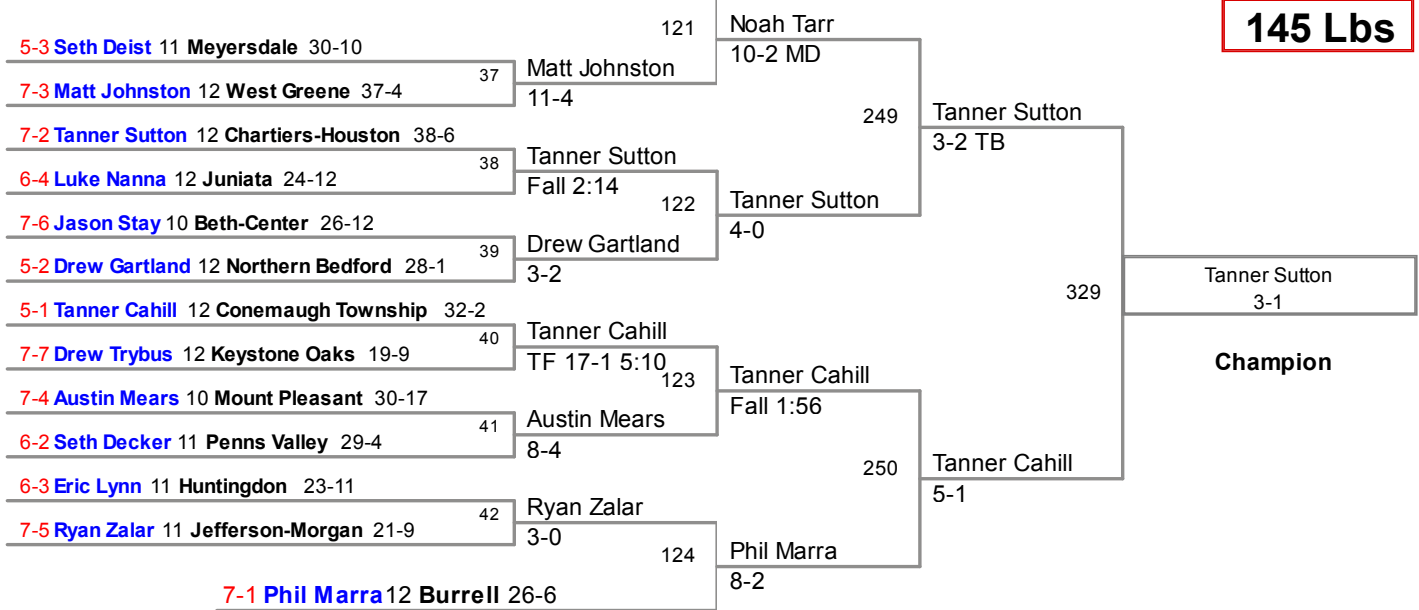 145 Lbs
5-3 Seth Deist 11 Meyersdale 30-10
37
7-3 Matt Johnston 12 West Greene 37-4
Matt Johnston
11-4
121
Noah Tarr
10-2 MD
7-2 Tanner Sutton 12 Chartiers-Houston 38-6
38
6-4 Luke Nanna 12 Juniata 24-12
Tanner Sutton
Fall 2:14
122
7-6 Jason Stay 10 Beth-Center 26-12
39
5-2 Drew Gartland 12 Northern Bedford 28-1
Drew Gartland
3-2
Tanner Sutton
4-0
249
Tanner Sutton
3-2 TB
5-1 Tanner Cahill 12 Conemaugh Township 32-2
40
7-7 Drew Trybus 12 Keystone Oaks 19-9
Tanner Cahill
TF 17-1 5:10
123
7-4 Austin Mears 10 Mount Pleasant 30-17
41
6-2 Seth Decker 11 Penns Valley 29-4
Austin Mears
8-4
Tanner Cahill
Fall 1:56
6-3 Eric Lynn 11 Huntingdon 23-11
42
7-5 Ryan Zalar 11 Jefferson-Morgan 21-9
Ryan Zalar
3-0
124
7-1 Phil Marra 12 Burrell 26-6
Phil Marra
8-2
250
Tanner Cahill
5-1
329
Tanner Sutton
3-1
Champion